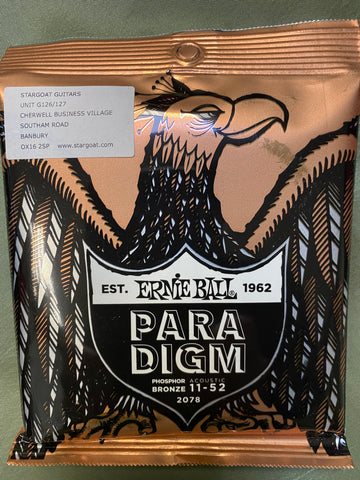 STARGOAT GUITARS
UNIT G126/127
CHERWELL BUSINESS VILLAGE
SOUTHAM ROAD
BANBURY
OX16 2SP www.stargoat.com
EST. ERNIE BALL® 1962
PARA
DIGM
PHOSPHOR ACOUSTIC
BRONZE 11-52
2078